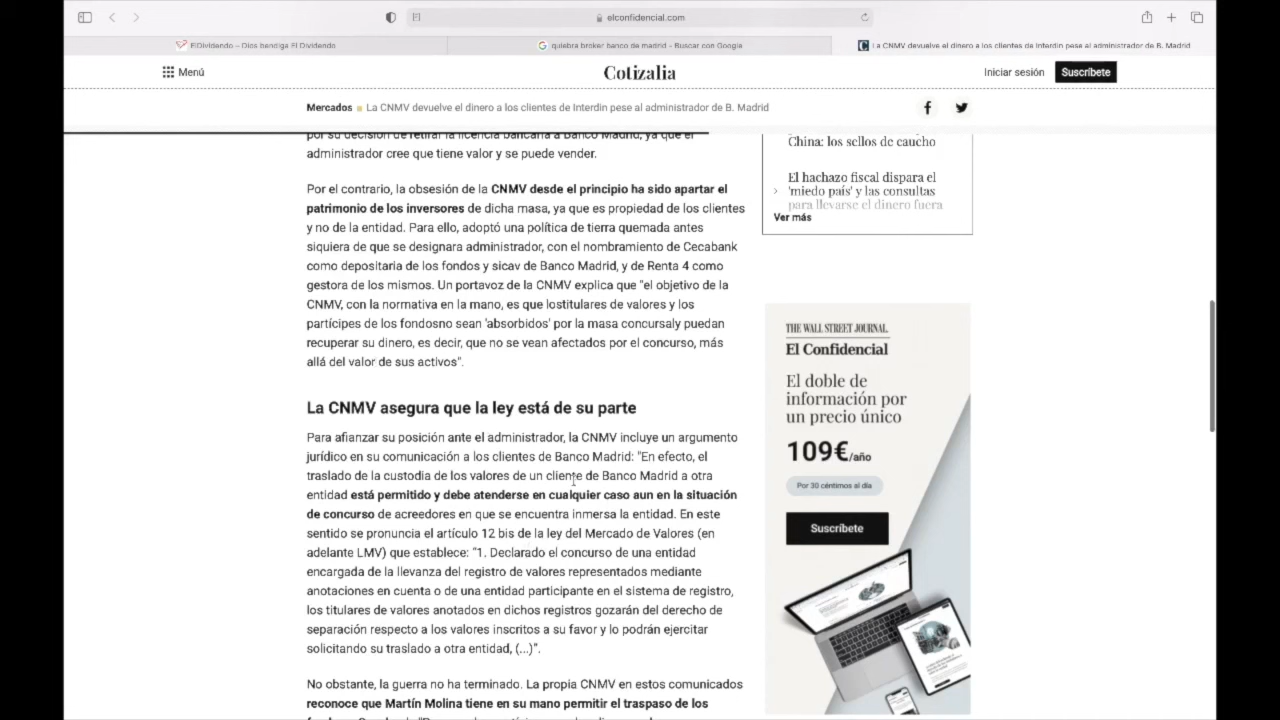 elconfidencial.com
ElDividendo – Dios bendiga El Dividendo
quiebra broker banco de madrid - Buscar con Google
La CNMV devuelve el dinero a los clientes de Interdin pese al administrador de B. Madrid
Menú
Cotizalia
Iniciar sesión
Suscríbete
Mercados
La CNMV devuelve el dinero a los clientes de Interdin pese al administrador de B. Madrid
por su decisión de retirar la licencia bancaria a Banco Madrid, ya que el
administrador cree que tiene valor y se puede vender.
Por el contrario, la obsesión de la CNMV desde el principio ha sido apartar el
patrimonio de los inversores de dicha masa, ya que es propiedad de los clientes
y no de la entidad. Para ello, adoptó una política de tierra quemada antes
siquiera de que se designara administrador, con el nombramiento de Cecabank
como depositaria de los fondos y sicav de Banco Madrid, y de Renta 4 como
gestora de los mismos. Un portavoz de la CNMV explica que "el objetivo de la
CNMV, con la normativa en la mano, es que lostitulares de valores y los
partícipes de los fondosno sean 'absorbidos' por la masa concursaly puedan
recuperar su dinero, es decir, que no se vean afectados por el concurso, más
allá del valor de sus activos".
La CNMV asegura que la ley está de su parte
Para afianzar su posición ante el administrador, la CNMV incluye un argumento
jurídico en su comunicación a los clientes de Banco Madrid: "En efecto, el
traslado de la custodia de los valores de un cliente de Banco Madrid a otra
entidad está permitido y debe atenderse en cualquier caso aun en la situación
de concurso de acreedores en que se encuentra inmersa la entidad. En este
sentido se pronuncia el artículo 12 bis de la ley del Mercado de Valores (en
adelante LMV) que establece: "1. Declarado el concurso de una entidad
encargada de la llevanza del registro de valores representados mediante
anotaciones en cuenta o de una entidad participante en el sistema de registro,
los titulares de valores anotados en dichos registros gozarán del derecho de
separación respecto a los valores inscritos a su favor y lo podrán ejercitar
solicitando su traslado a otra entidad, (...)".
No obstante, la guerra no ha terminado. La propia CNMV en estos comunicados
reconoce que Martín Molina tiene en su mano permitir el traspaso de los
China: los sellos de caucho
El hachazo fiscal dispara el
'miedo país' y las consultas
para llevarse el dinero fuera
Ver más
THE WALL STREET JOURNAL.
El Confidencial
El doble de
información por
un precio único
109€/año
Por 30 céntimos al día
Suscríbete